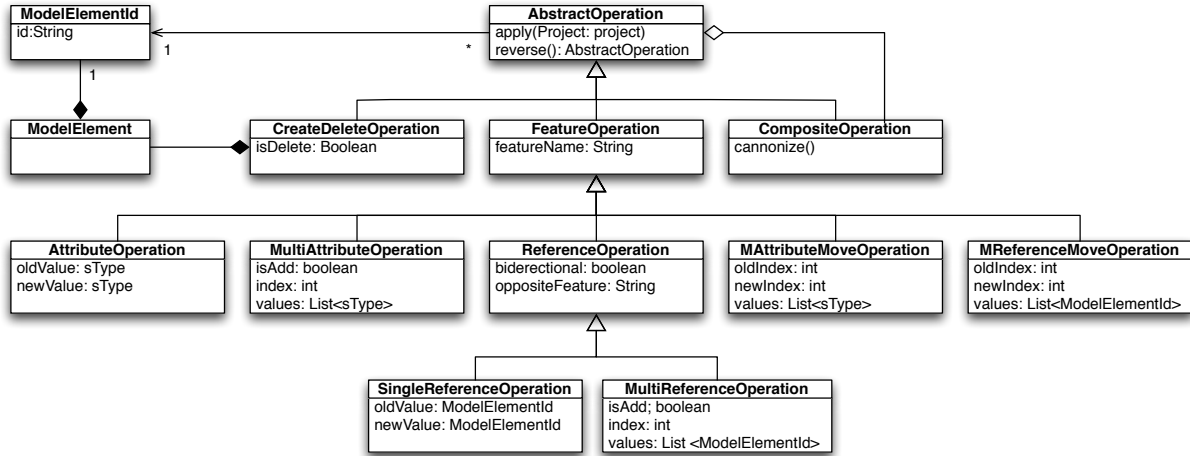 ModelElementId
id:String
AbstractOperation
apply(Project: project)
reverse(): AbstractOperation
1
*
1
ModelElement
CreateDeleteOperation
isDelete: Boolean
FeatureOperation
featureName: String
CompositeOperation
cannonize()
AttributeOperation
oldValue: sType
newValue: sType
MultiAttributeOperation
isAdd: boolean
index: int
values: List<sType>
ReferenceOperation
biderectional: boolean
oppositeFeature: String
MAttributeMoveOperation
oldIndex: int
newIndex: int
values: List<sType>
MReferenceMoveOperation
oldIndex: int
newIndex: int
values: List<ModelElementId>
SingleReferenceOperation
oldValue: ModelElementId
newValue: ModelElementId
MultiReferenceOperation
isAdd; boolean
index: int
values: List <ModelElementId>